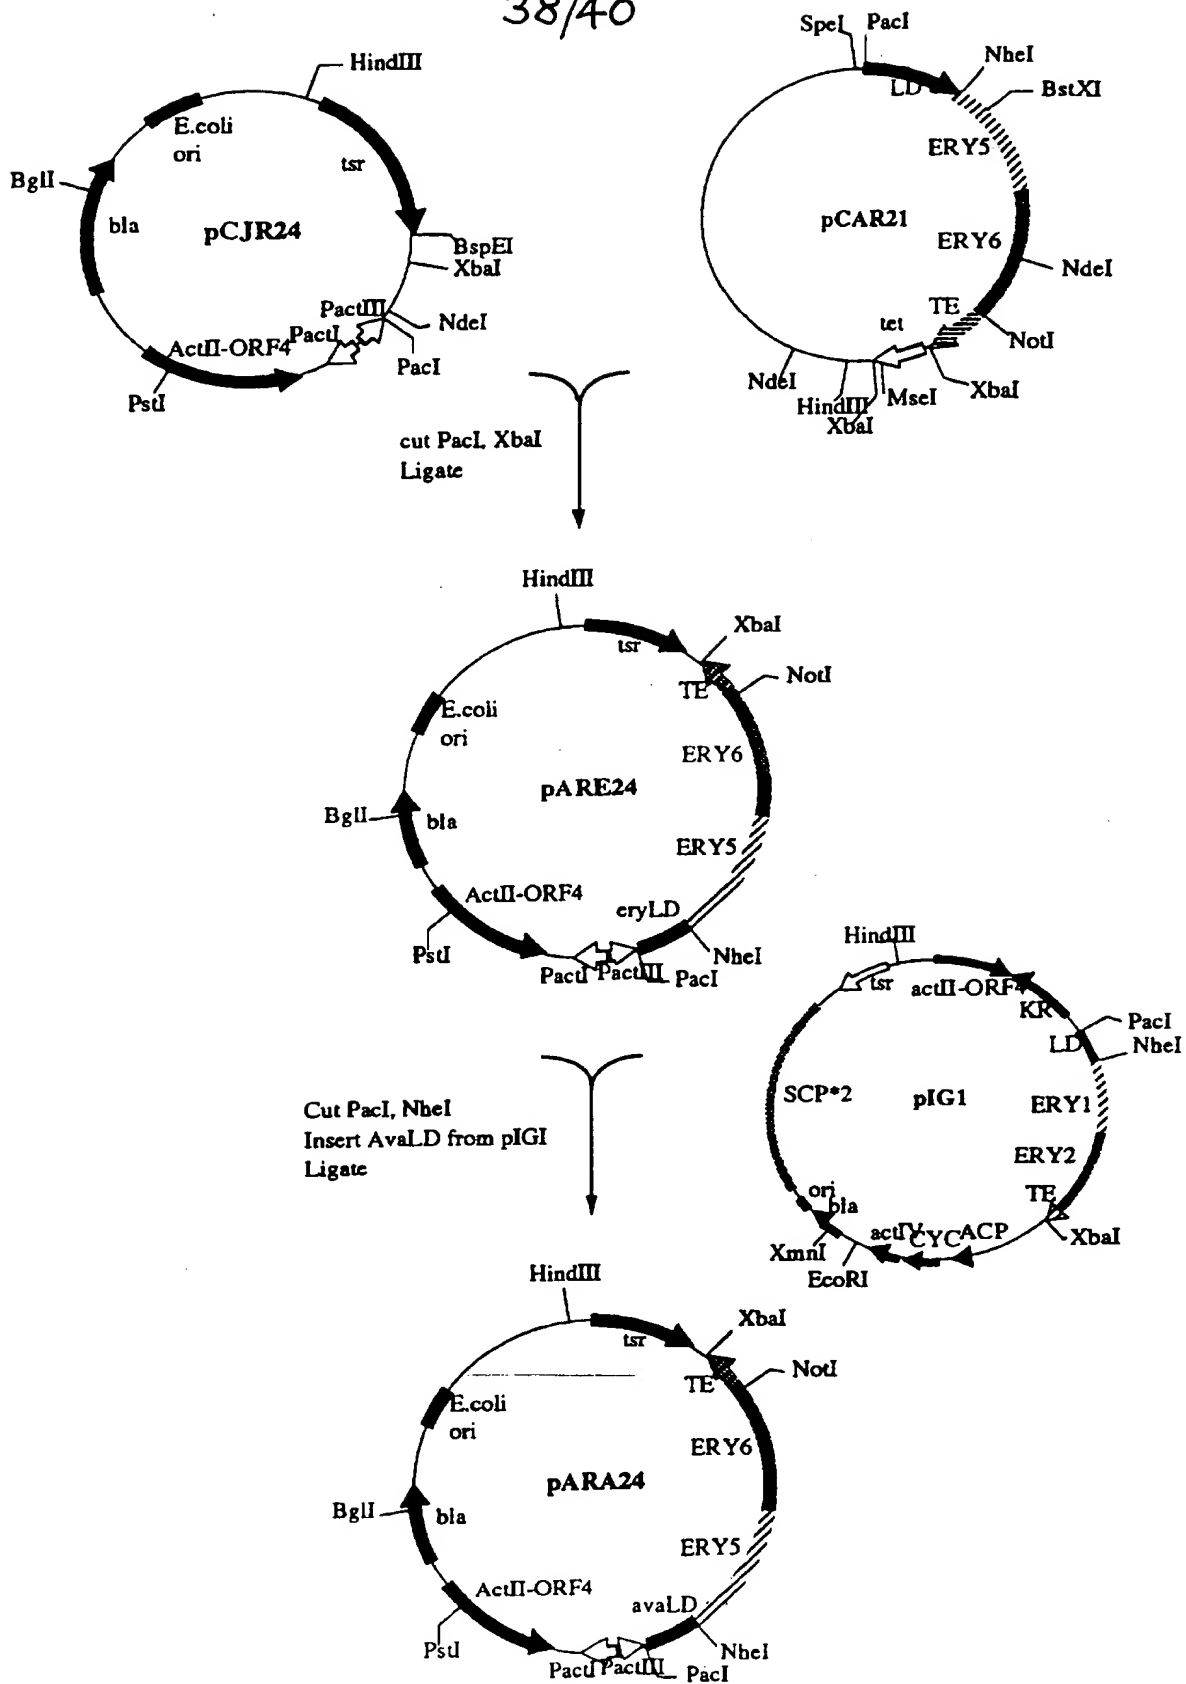 38/40
HindIII
E.coli
ori
tsr
BglI
bla
pCJR24
BspEI
XbaI
PactIII
NdeI
PactI
ActII-ORF4
PacI
PstI
SpeI
PacI
NheI
LD
BstXI
ERY5
pCAR21
ERY6
NdeI
TE
tet
NotI
NdeI
XbaI
MseI
HindIII
XbaI
cut PacI, XbaI
Ligate
HindIII
tsr
XbaI
NotI
TE
E.coli
ori
ERY6
pARE24
BglI
bla
ERY5
ActII-ORF4
eryLD
PstI
NheI
PactI
PactIII
PacI
Cut PacI, NheI
Insert AvaLD from pIGI
Ligate
HindIII
tsr
actII-ORF4
KR
PacI
LD
NheI
SCP*2
pIG1
ERY1
ERY2
TE
ori
bla
actIV
CYC
ACP
XbaI
XmnI
EcoRI
HindIII
tsr
XbaI
NotI
TE
E.coli
ori
ERY6
pARA24
BglI
bla
ERY5
ActII-ORF4
avaLD
PstI
NheI
PactI
PactIII
PacI